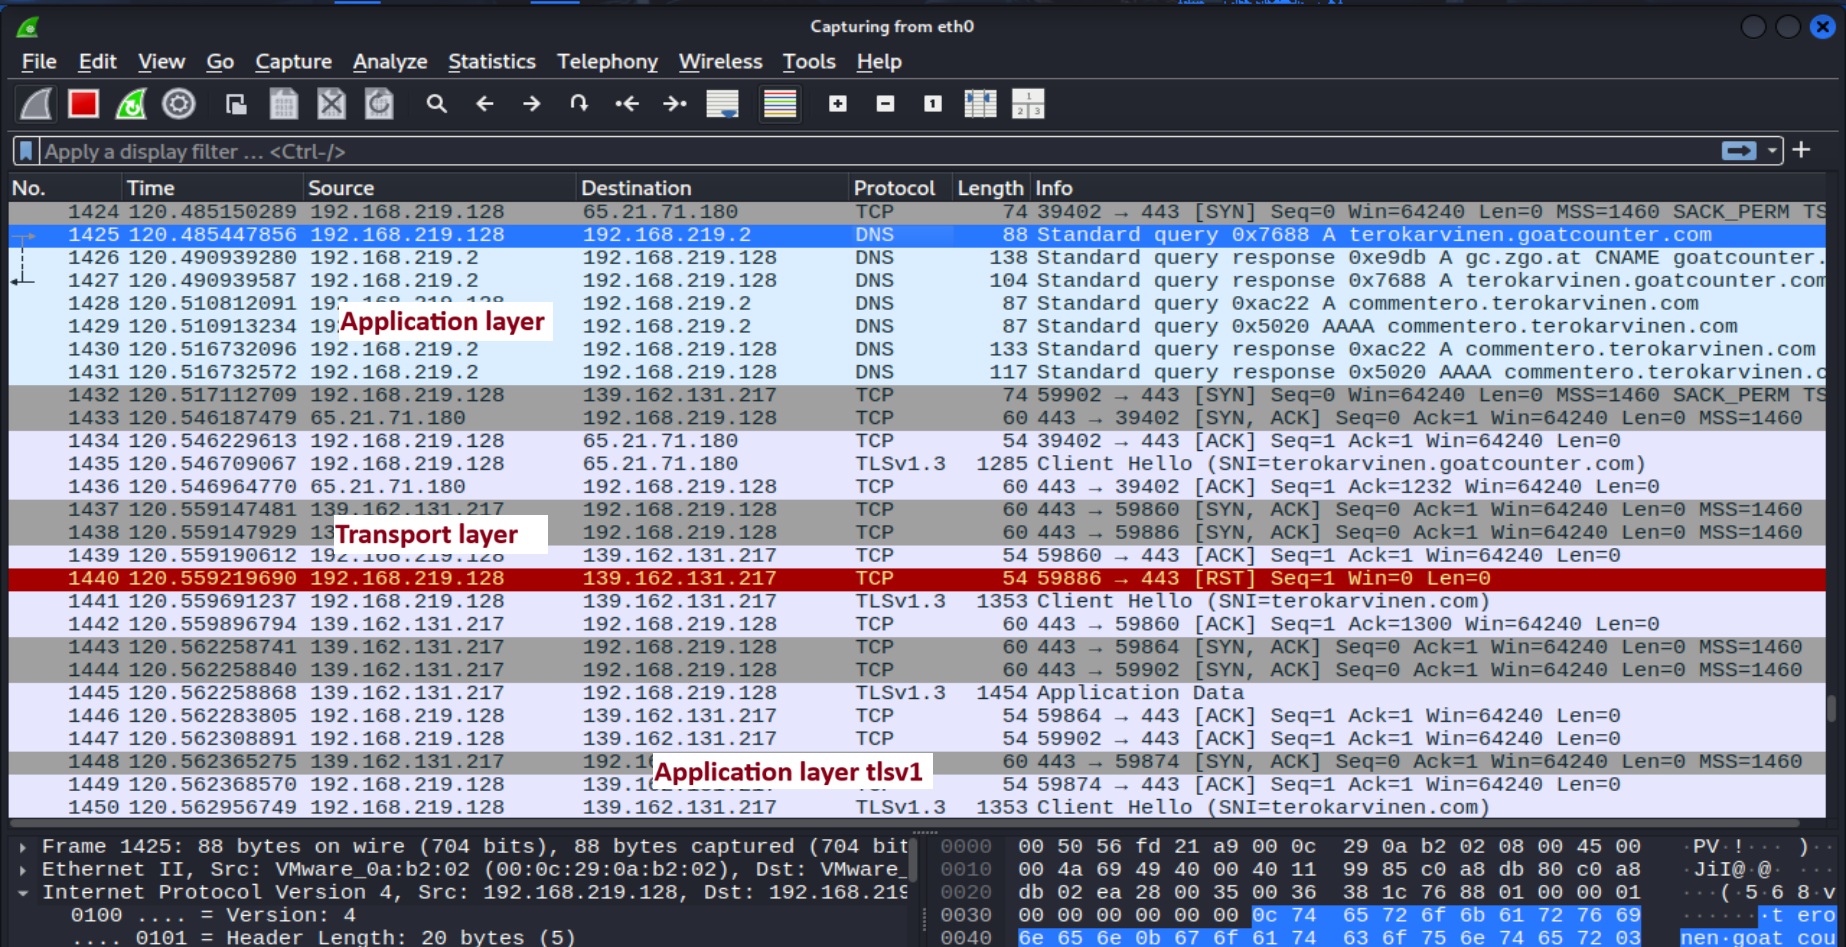 Capturing from eth0
File Edit View Go Capture Analyze Statistics Telephony Wireless Tools Help
Apply a display filter … <Ctrl-/>
No. Time Source Destination Protocol Length Info
1424 120.485150289 192.168.219.128 65.21.71.180 TCP 74 39402 → 443 [SYN] Seq=0 Win=64240 Len=0 MSS=1460 SACK_PERM TS
1425 120.485447856 192.168.219.128 192.168.219.2 DNS 88 Standard query 0x7688 A terokarvinen.goatcounter.com
1426 120.490939280 192.168.219.2 192.168.219.128 DNS 138 Standard query response 0xe9db A gc.zgo.at CNAME goatcounter.
1427 120.490939587 192.168.219.2 192.168.219.128 DNS 104 Standard query response 0x7688 A terokarvinen.goatcounter.com
1428 120.510812091 192.168.219.128 192.168.219.2 DNS 87 Standard query 0xac22 A commentero.terokarvinen.com
Application layer
1429 120.510913234 19 192.168.219.2 DNS 87 Standard query 0x5020 AAAA commentero.terokarvinen.com
1430 120.516732096 192.168.219.2 192.168.219.128 DNS 133 Standard query response 0xac22 A commentero.terokarvinen.com
1431 120.516732572 192.168.219.2 192.168.219.128 DNS 117 Standard query response 0x5020 AAAA commentero.terokarvinen.c
1432 120.517112709 192.168.219.128 139.162.131.217 TCP 74 59902 → 443 [SYN] Seq=0 Win=64240 Len=0 MSS=1460 SACK_PERM TS
1433 120.546187479 65.21.71.180 192.168.219.128 TCP 60 443 → 39402 [SYN, ACK] Seq=0 Ack=1 Win=64240 Len=0 MSS=1460
1434 120.546229613 192.168.219.128 65.21.71.180 TCP 54 39402 → 443 [ACK] Seq=1 Ack=1 Win=64240 Len=0
1435 120.546709067 192.168.219.128 65.21.71.180 TLSv1.3 1285 Client Hello (SNI=terokarvinen.goatcounter.com)
1436 120.546964770 65.21.71.180 192.168.219.128 TCP 60 443 → 39402 [ACK] Seq=1 Ack=1232 Win=64240 Len=0
1437 120.559147481 139.162.131.217 192.168.219.128 TCP 60 443 → 59860 [SYN, ACK] Seq=0 Ack=1 Win=64240 Len=0 MSS=1460
Transport layer
1438 120.559147929 13 192.168.219.128 TCP 60 443 → 59886 [SYN, ACK] Seq=0 Ack=1 Win=64240 Len=0 MSS=1460
1439 120.559190612 192.168.219.128 139.162.131.217 TCP 54 59860 → 443 [ACK] Seq=1 Ack=1 Win=64240 Len=0
1440 120.559219690 192.168.219.128 139.162.131.217 TCP 54 59886 → 443 [RST] Seq=1 Win=0 Len=0
1441 120.559691237 192.168.219.128 139.162.131.217 TLSv1.3 1353 Client Hello (SNI=terokarvinen.com)
1442 120.559896794 139.162.131.217 192.168.219.128 TCP 60 443 → 59860 [ACK] Seq=1 Ack=1300 Win=64240 Len=0
1443 120.562258741 139.162.131.217 192.168.219.128 TCP 60 443 → 59864 [SYN, ACK] Seq=0 Ack=1 Win=64240 Len=0 MSS=1460
1444 120.562258840 139.162.131.217 192.168.219.128 TCP 60 443 → 59902 [SYN, ACK] Seq=0 Ack=1 Win=64240 Len=0 MSS=1460
1445 120.562258868 139.162.131.217 192.168.219.128 TLSv1.3 1454 Application Data
1446 120.562283805 192.168.219.128 139.162.131.217 TCP 54 59864 → 443 [ACK] Seq=1 Ack=1 Win=64240 Len=0
1447 120.562308891 192.168.219.128 139.162.131.217 TCP 54 59902 → 443 [ACK] Seq=1 Ack=1 Win=64240 Len=0
1448 120.562365275 139.162.131.217 192.1 TCP 60 443 → 59874 [SYN, ACK] Seq=0 Ack=1 Win=64240 Len=0 MSS=1460
Application layer tlsv1
1449 120.562368570 192.168.219.128 139.162.131.217 TCP 54 59874 → 443 [ACK] Seq=1 Ack=1 Win=64240 Len=0
1450 120.562956749 192.168.219.128 139.162.131.217 TLSv1.3 1353 Client Hello (SNI=terokarvinen.com)
Frame 1425: 88 bytes on wire (704 bits), 88 bytes captured (704 bit
Ethernet II, Src: VMware_0a:b2:02 (00:0c:29:0a:b2:02), Dst: VMware_
Internet Protocol Version 4, Src: 192.168.219.128, Dst: 192.168.219
0100 .... = Version: 4
.... 0101 = Header Length: 20 bytes (5)
0000 00 50 56 fd 21 a9 00 0c 29 0a b2 02 08 00 45 00 ·PV·!··· )·····
0010 00 4a 69 49 40 00 40 11 99 85 c0 a8 db 80 c0 a8 ·JiI@·@·
0020 db 02 ea 28 00 35 00 36 38 1c 76 88 01 00 00 01 ···(·5·6 8·v
0030 00 00 00 00 00 00 0c 74 65 72 6f 6b 61 72 76 69 ·······t ero
0040 6e 65 6e 0b 67 6f 61 74 63 6f 75 6e 74 65 72 03 nen·goat cou